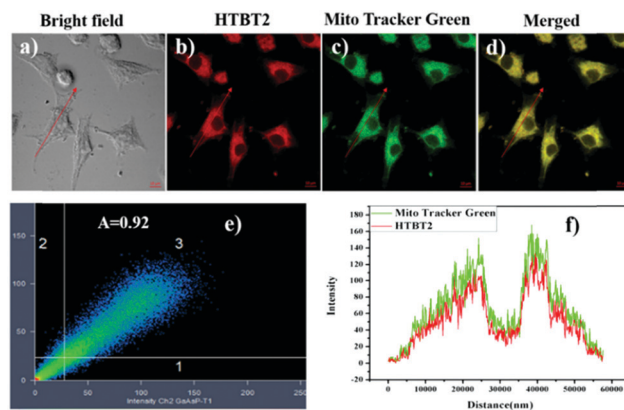 Bright field HTBT2 Mito Tracker Green Merged
a) b) c) d)
A=0.92 e)
2 3
1
150
100
50
0
0 50 100 150 200 250
Intensity Ch2 GaAsP-T1
f)
Mito Tracker Green
HTBT2
180
160
140
120
100
80
60
40
20
0
-20
Intensity
0 10000 20000 30000 40000 50000 60000
Distance(nm)